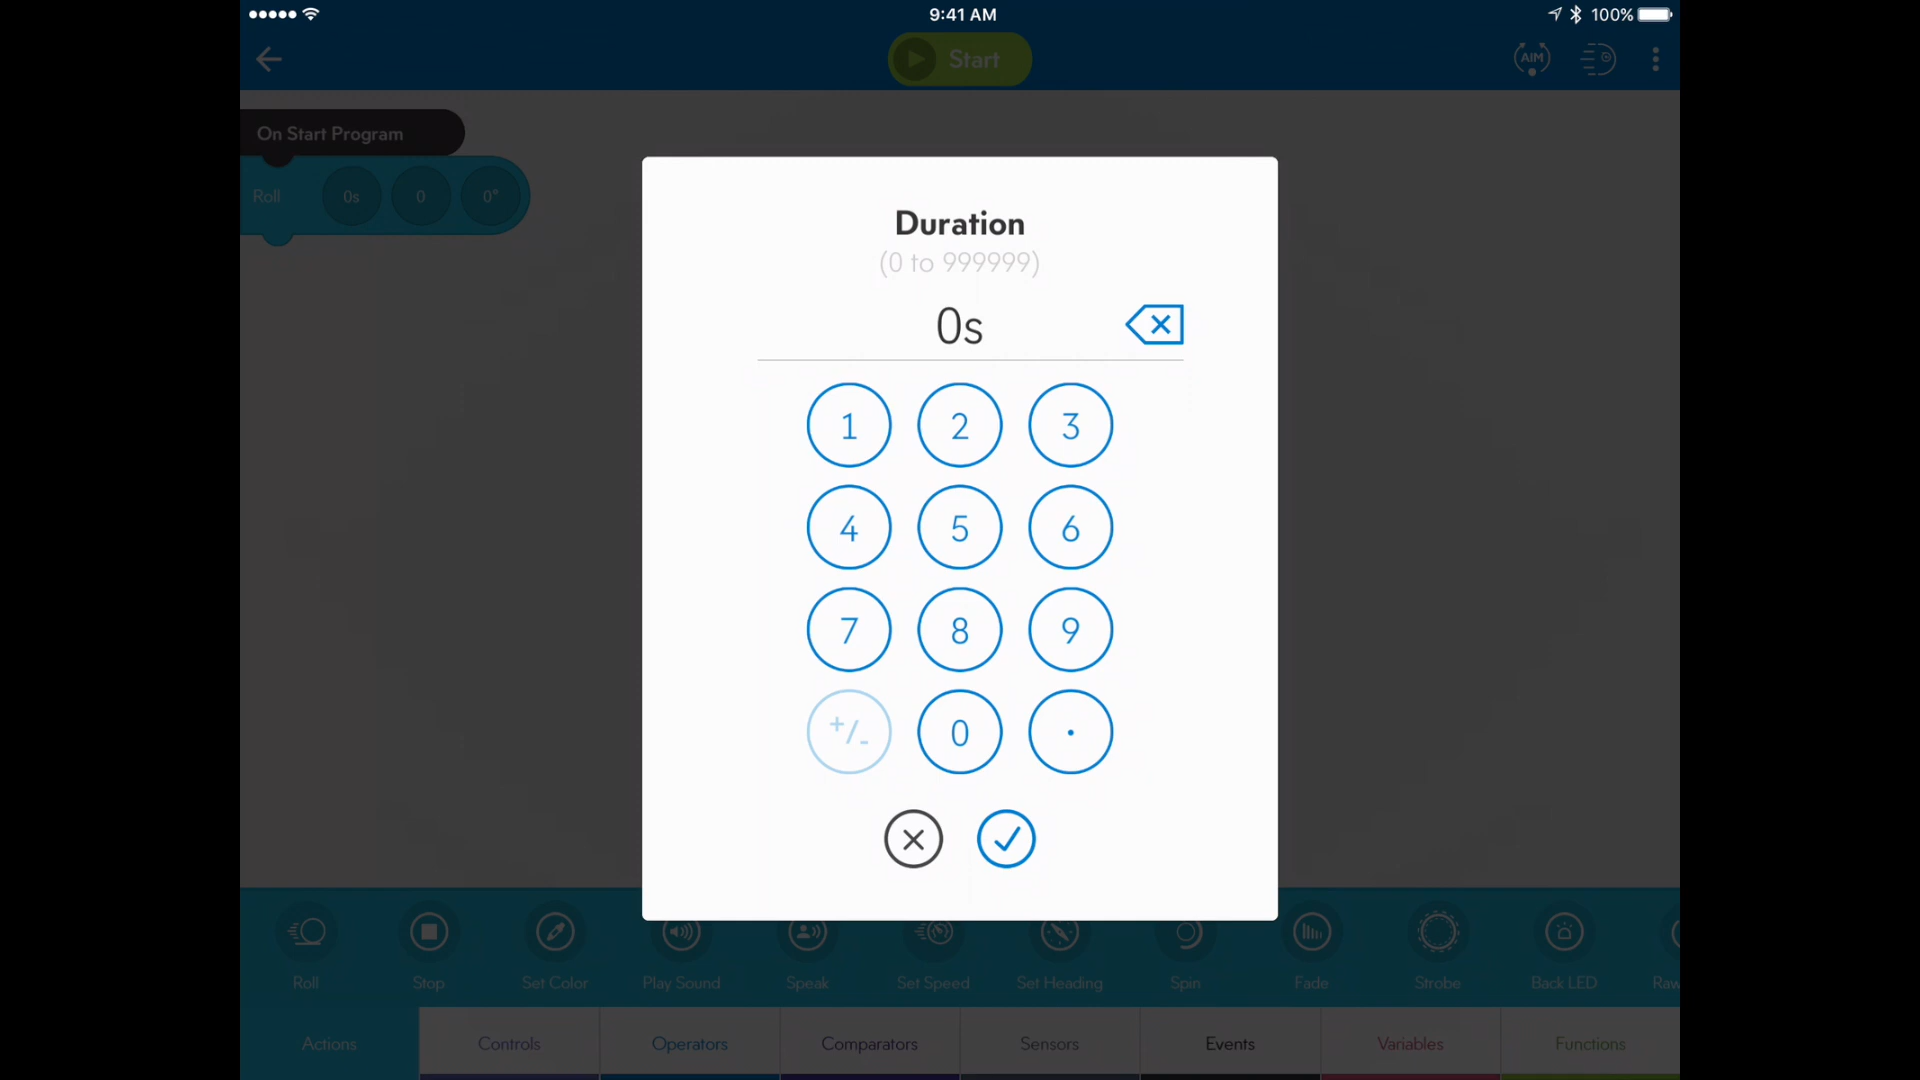 9:41 AM
100%
Start
AIM
On Start Program
Roll
0s
0
0°
Duration
(0 to 999999)
0s
1 2 3
4 5 6
7 8 9
+/- 0 .
Roll
Stop
Set Color
Play Sound
Speak
Set Speed
Set Heading
Spin
Fade
Strobe
Back LED
Raw
Actions
Controls
Operators
Comparators
Sensors
Events
Variables
Functions